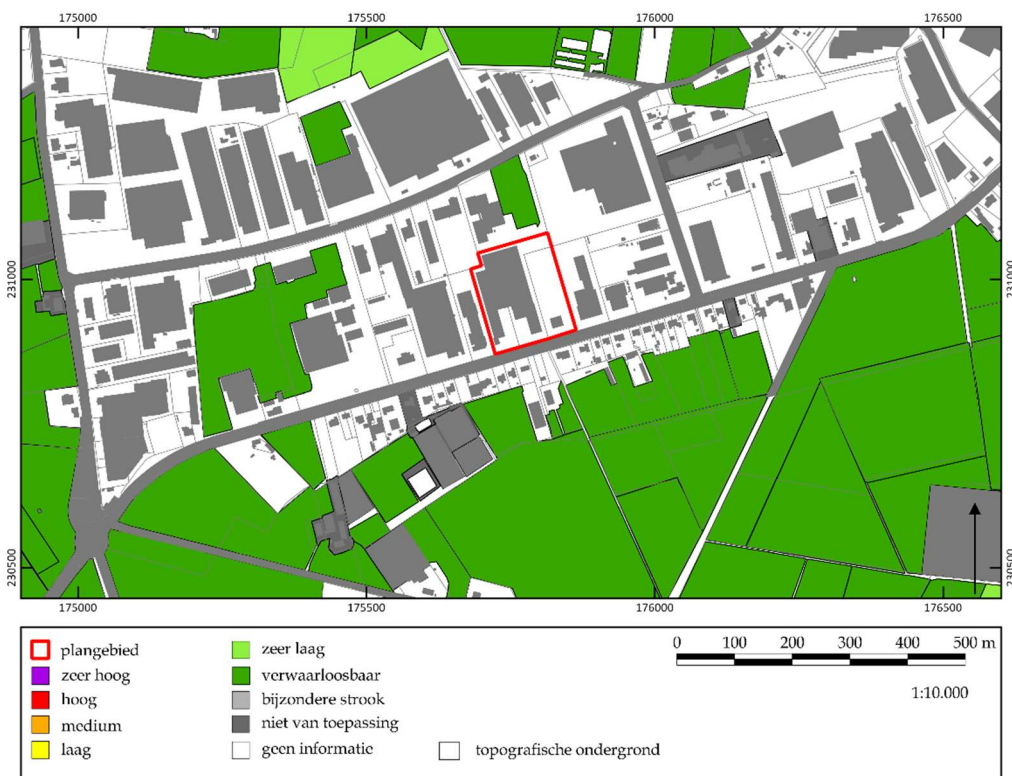 175000 175500 176000 176500
231000 231000
230500 230500
175000 175500 176000 176500
plangebied
zeer hoog
hoog
medium
laag
zeer laag
verwaarloosbaar
bijzondere strook
niet van toepassing
geen informatie
topografische ondergrond
0 100 200 300 400 500 m
1:10.000